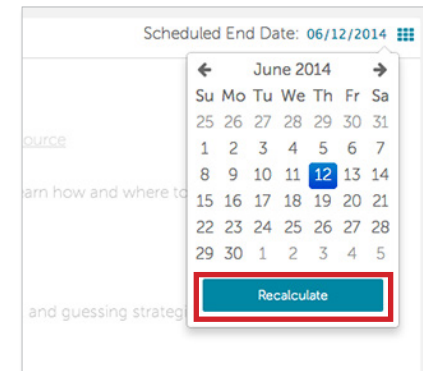 Scheduled End Date: 06/12/2014
← June 2014 →
Su Mo Tu We Th Fr Sa
25 26 27 28 29 30 31
1 2 3 4 5 6 7
ource
8 9 10 11 12 13 14
arn how and where to
15 16 17 18 19 20 21
22 23 24 25 26 27 28
29 30 1 2 3 4 5
Recalculate
and guessing strategi